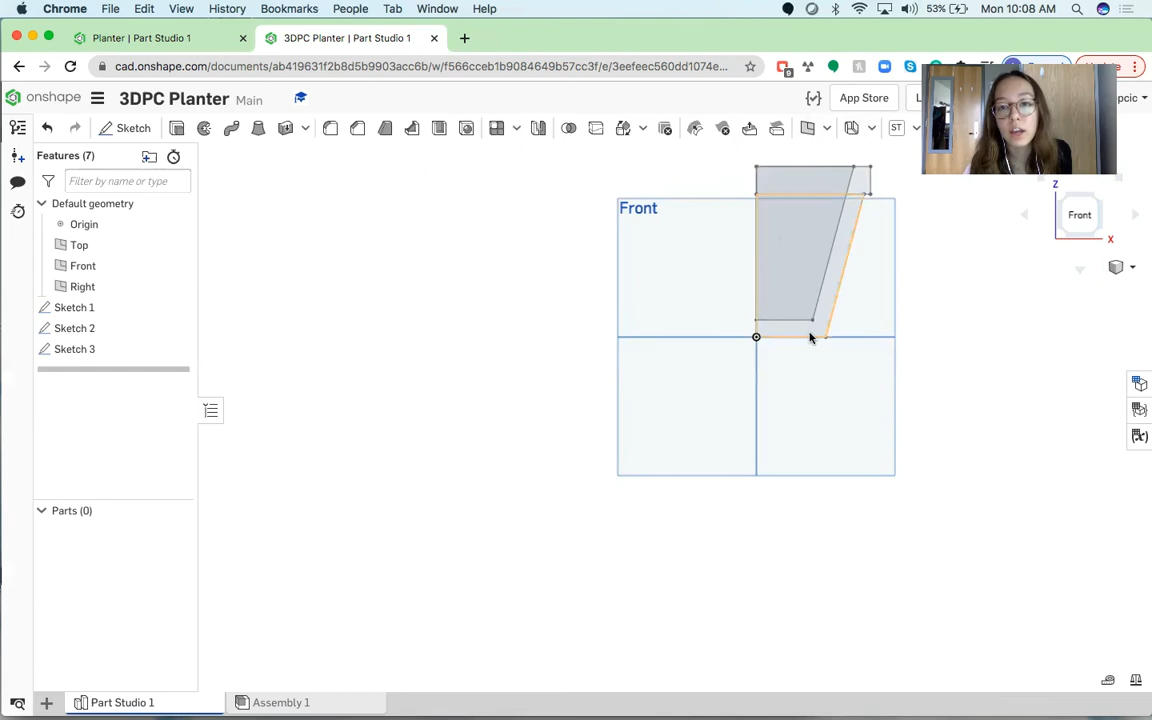 Chrome File Edit View History Bookmarks People Tab Window Help 53% Mon 10:08 AM
Planter | Part Studio 1 3DPC Planter | Part Studio 1
cad.onshape.com/documents/ab419631f2b8d5b9903acc6b/w/f566cceb1b9084649b57cc3f/e/3eefeec560dd1074e... 9
onshape 3DPC Planter Main App Store
Sketch ST
Features (7)
Filter by name or type
Default geometry
Origin
Top
Front
Right
Sketch 1
Sketch 2
Sketch 3
Parts (0)
Front
Z
Front
X
Part Studio 1 Assembly 1